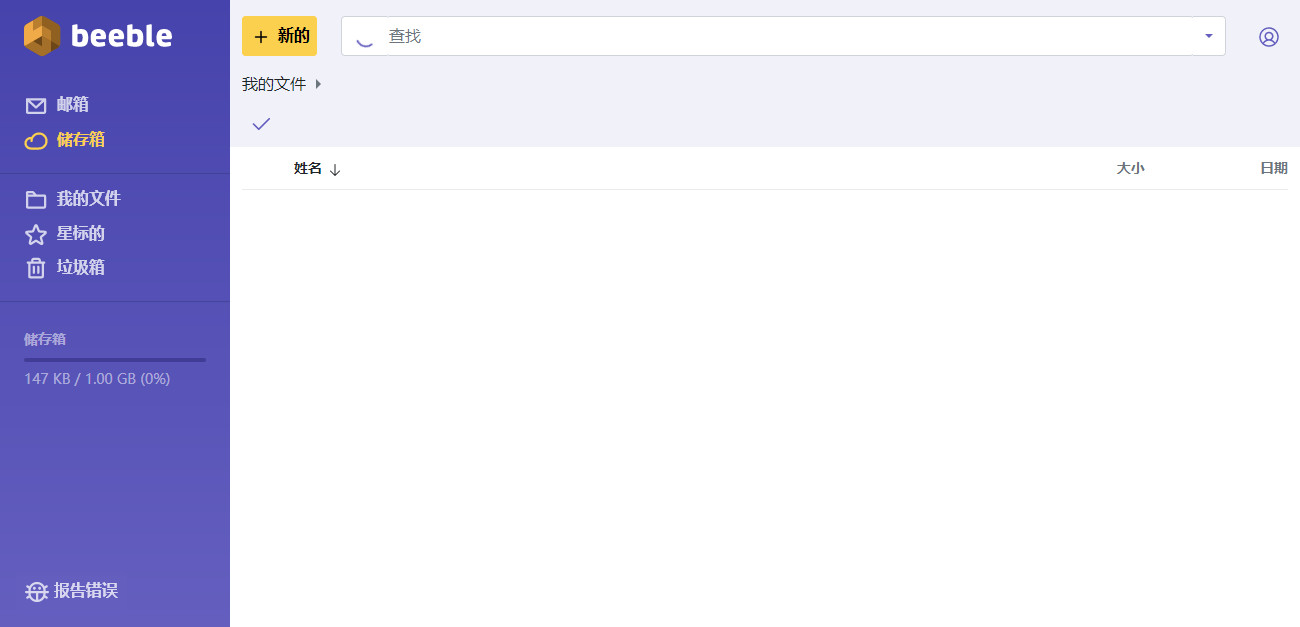 beeble
邮箱
储存箱
我的文件
星标的
垃圾箱
储存箱
147 KB / 1.00 GB (0%)
报告错误
+ 新的
查找
我的文件
姓名 ↓
大小
日期